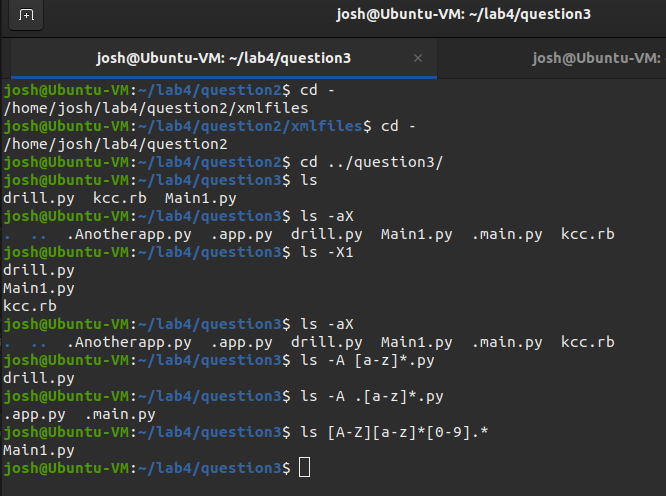 josh@Ubuntu-VM: ~/lab4/question3
josh@Ubuntu-VM: ~/lab4/question3 × josh@Ubuntu-VM:
josh@Ubuntu-VM:~/lab4/question2$ cd -
/home/josh/lab4/question2/xmlfiles
josh@Ubuntu-VM:~/lab4/question2/xmlfiles$ cd -
/home/josh/lab4/question2
josh@Ubuntu-VM:~/lab4/question2$ cd ../question3/
josh@Ubuntu-VM:~/lab4/question3$ ls
drill.py  kcc.rb  Main1.py
josh@Ubuntu-VM:~/lab4/question3$ ls -aX
.  ..  .Anotherapp.py  .app.py  drill.py  Main1.py  .main.py  kcc.rb
josh@Ubuntu-VM:~/lab4/question3$ ls -X1
drill.py
Main1.py
kcc.rb
josh@Ubuntu-VM:~/lab4/question3$ ls -aX
.  ..  .Anotherapp.py  .app.py  drill.py  Main1.py  .main.py  kcc.rb
josh@Ubuntu-VM:~/lab4/question3$ ls -A [a-z]*.py
drill.py
josh@Ubuntu-VM:~/lab4/question3$ ls -A .[a-z]*.py
.app.py  .main.py
josh@Ubuntu-VM:~/lab4/question3$ ls [A-Z][a-z]*[0-9].*
Main1.py
josh@Ubuntu-VM:~/lab4/question3$